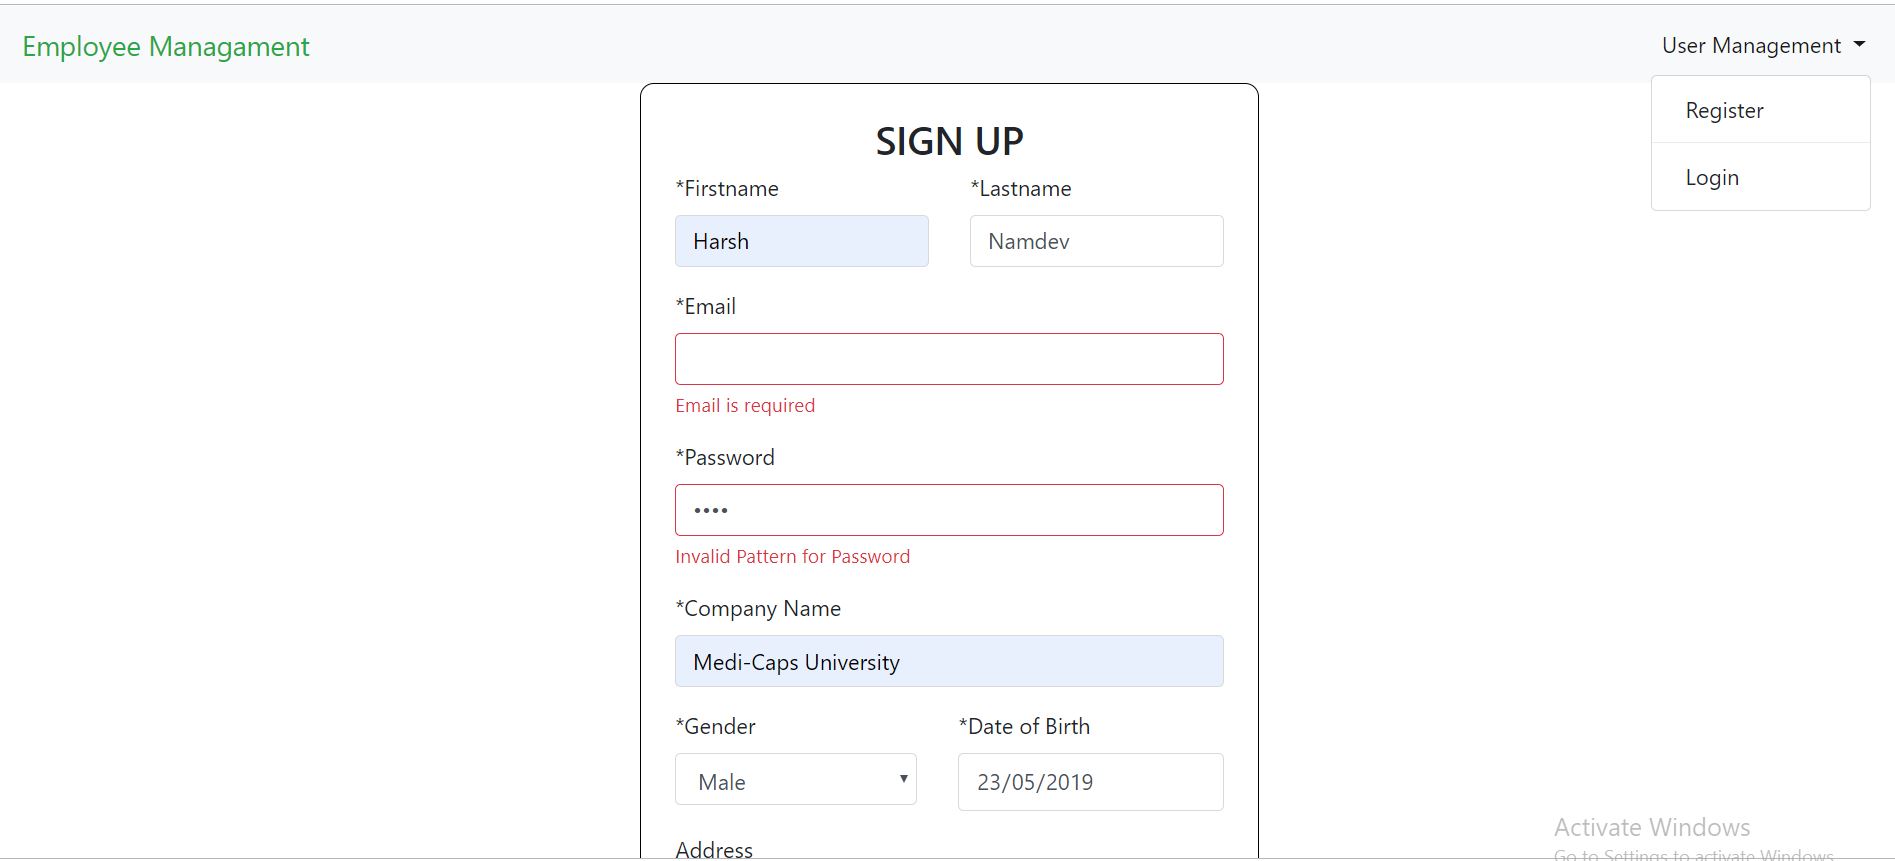 Employee Managament
User Management
Register
Login
SIGN UP
*Firstname *Lastname
Harsh Namdev
*Email
Email is required
*Password
••••
Invalid Pattern for Password
*Company Name
Medi-Caps University
*Gender *Date of Birth
Male 23/05/2019
Address
Activate Windows
Go to Settings to activate Windows.